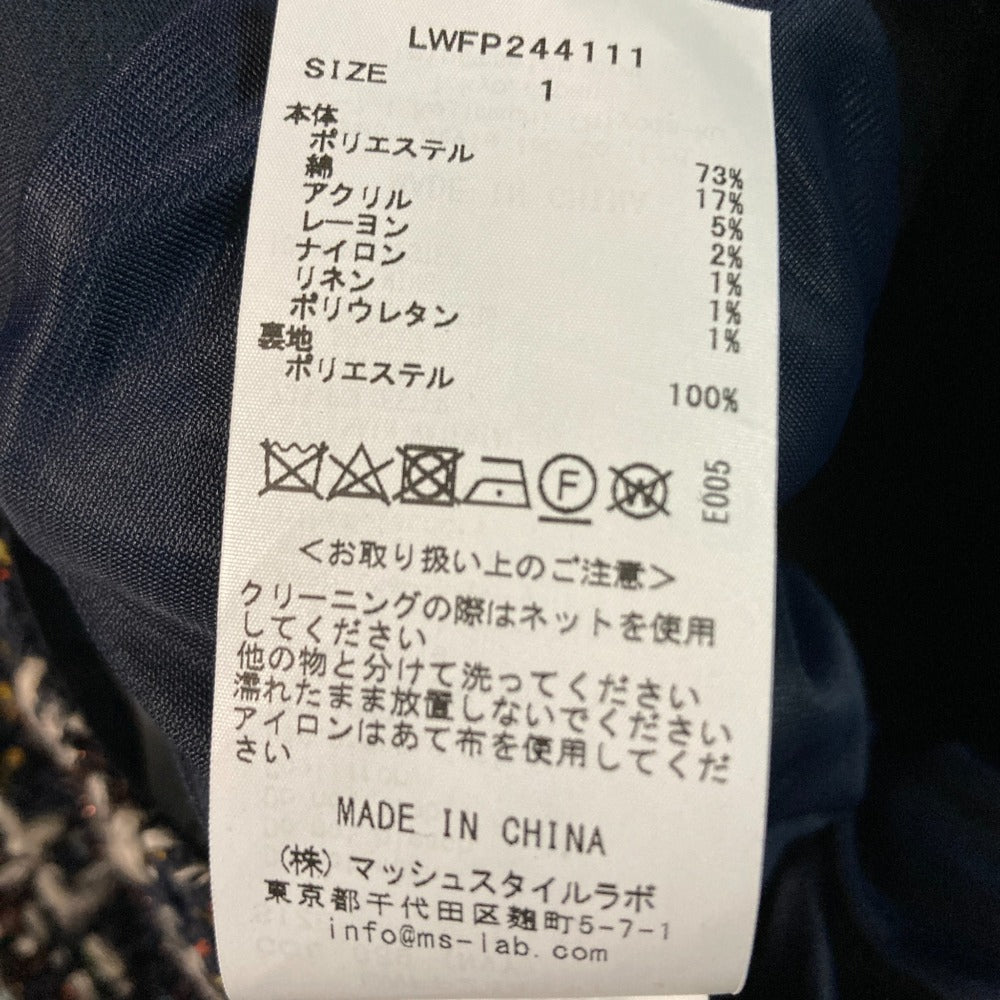 LWFP244111
SIZE 1
本体
ポリエステル 73%
綿 17%
アクリル 5%
レーヨン 2%
ナイロン 1%
リネン 1%
ポリウレタン 1%
裏地
ポリエステル 100%
F W E005
<お取り扱い上のご注意>
クリーニングの際はネットを使用
してください
他の物と分けて洗ってください
濡れたまま放置しないでください
アイロンはあて布を使用してくだ
さい
MADE IN CHINA
(株)マッシュスタイルラボ
東京都千代田区麹町5-7-1
info@ms-lab.com